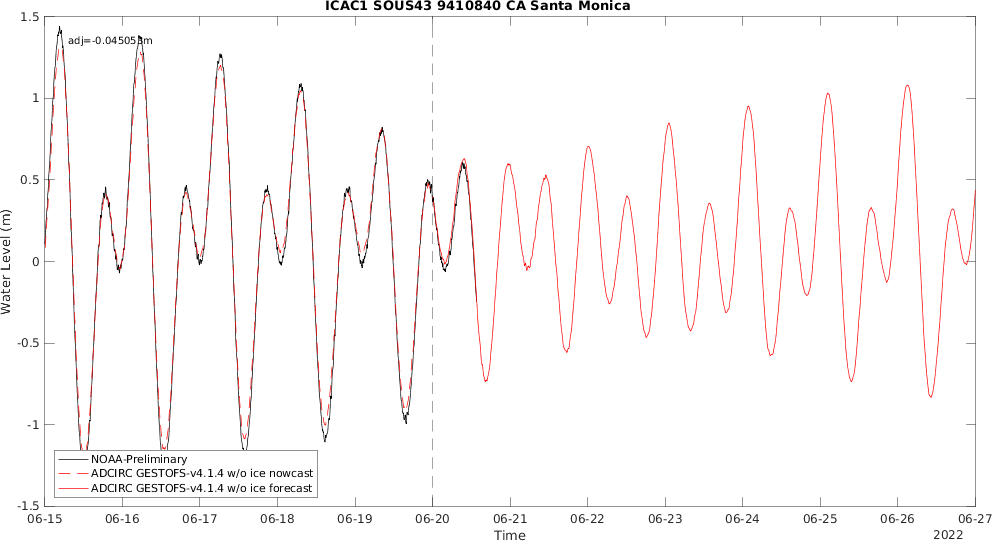 ICAC1 SOUS43 9410840 CA Santa Monica
1.5
1
0.5
0
-0.5
-1
-1.5
Water Level (m)
NOAA-Preliminary
ADCIRC GESTOFS-v4.1.4 w/o ice nowcast
ADCIRC GESTOFS-v4.1.4 w/o ice forecast
06-15 06-16 06-17 06-18 06-19 06-20 06-21 06-22 06-23 06-24 06-25 06-26 06-27
Time
2022